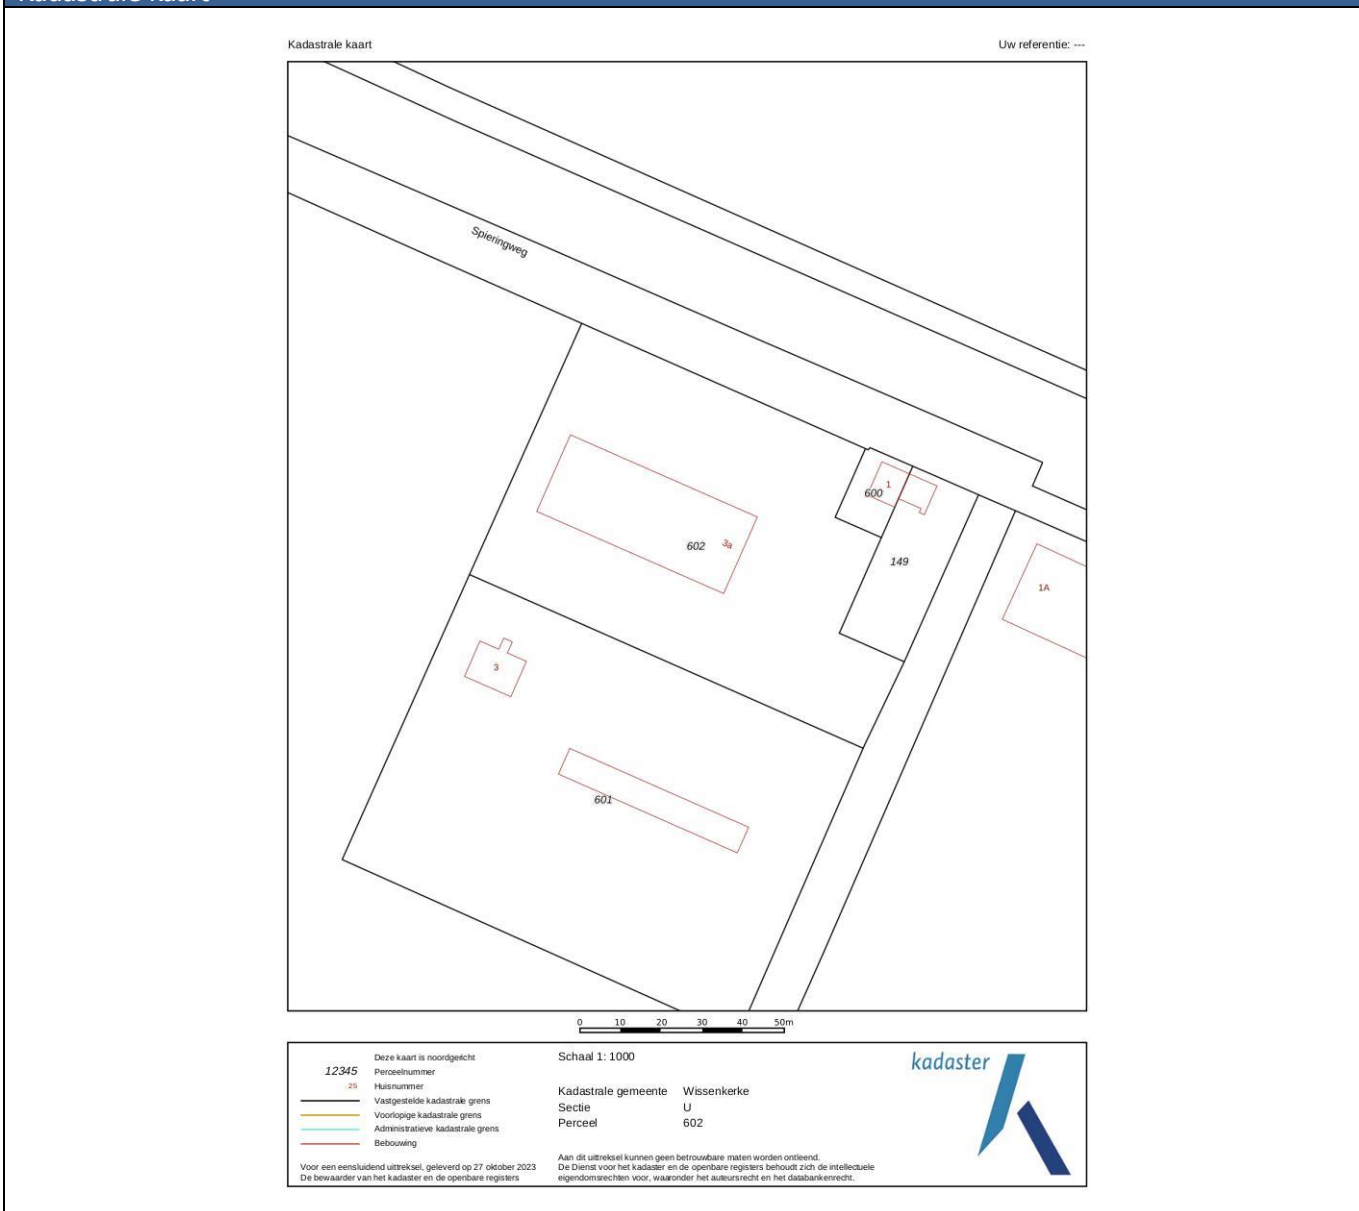 Kadastrale kaart
Kadastrale kaart
Uw referentie: ---
Spieringweg
1
600
602
3a
149
1A
3
601
0 10 20 30 40 50m
Deze kaart is noordgericht
12345 Perceelnummer
25 Huisnummer
Vastgestelde kadastrale grens
Voorlopige kadastrale grens
Administratieve kadastrale grens
Bebouwing
Voor een eensluidend uittreksel, geleverd op 27 oktober 2023
De bewaarder van het kadaster en de openbare registers
Schaal 1: 1000
Kadastrale gemeente Wissenkerke
Sectie U
Perceel 602
Aan dit uittreksel kunnen geen betrouwbare maten worden ontleend.
De Dienst voor het kadaster en de openbare registers behoudt zich de intellectuele
eigendomsrechten voor, waaronder het auteursrecht en het databankenrecht.
kadaster